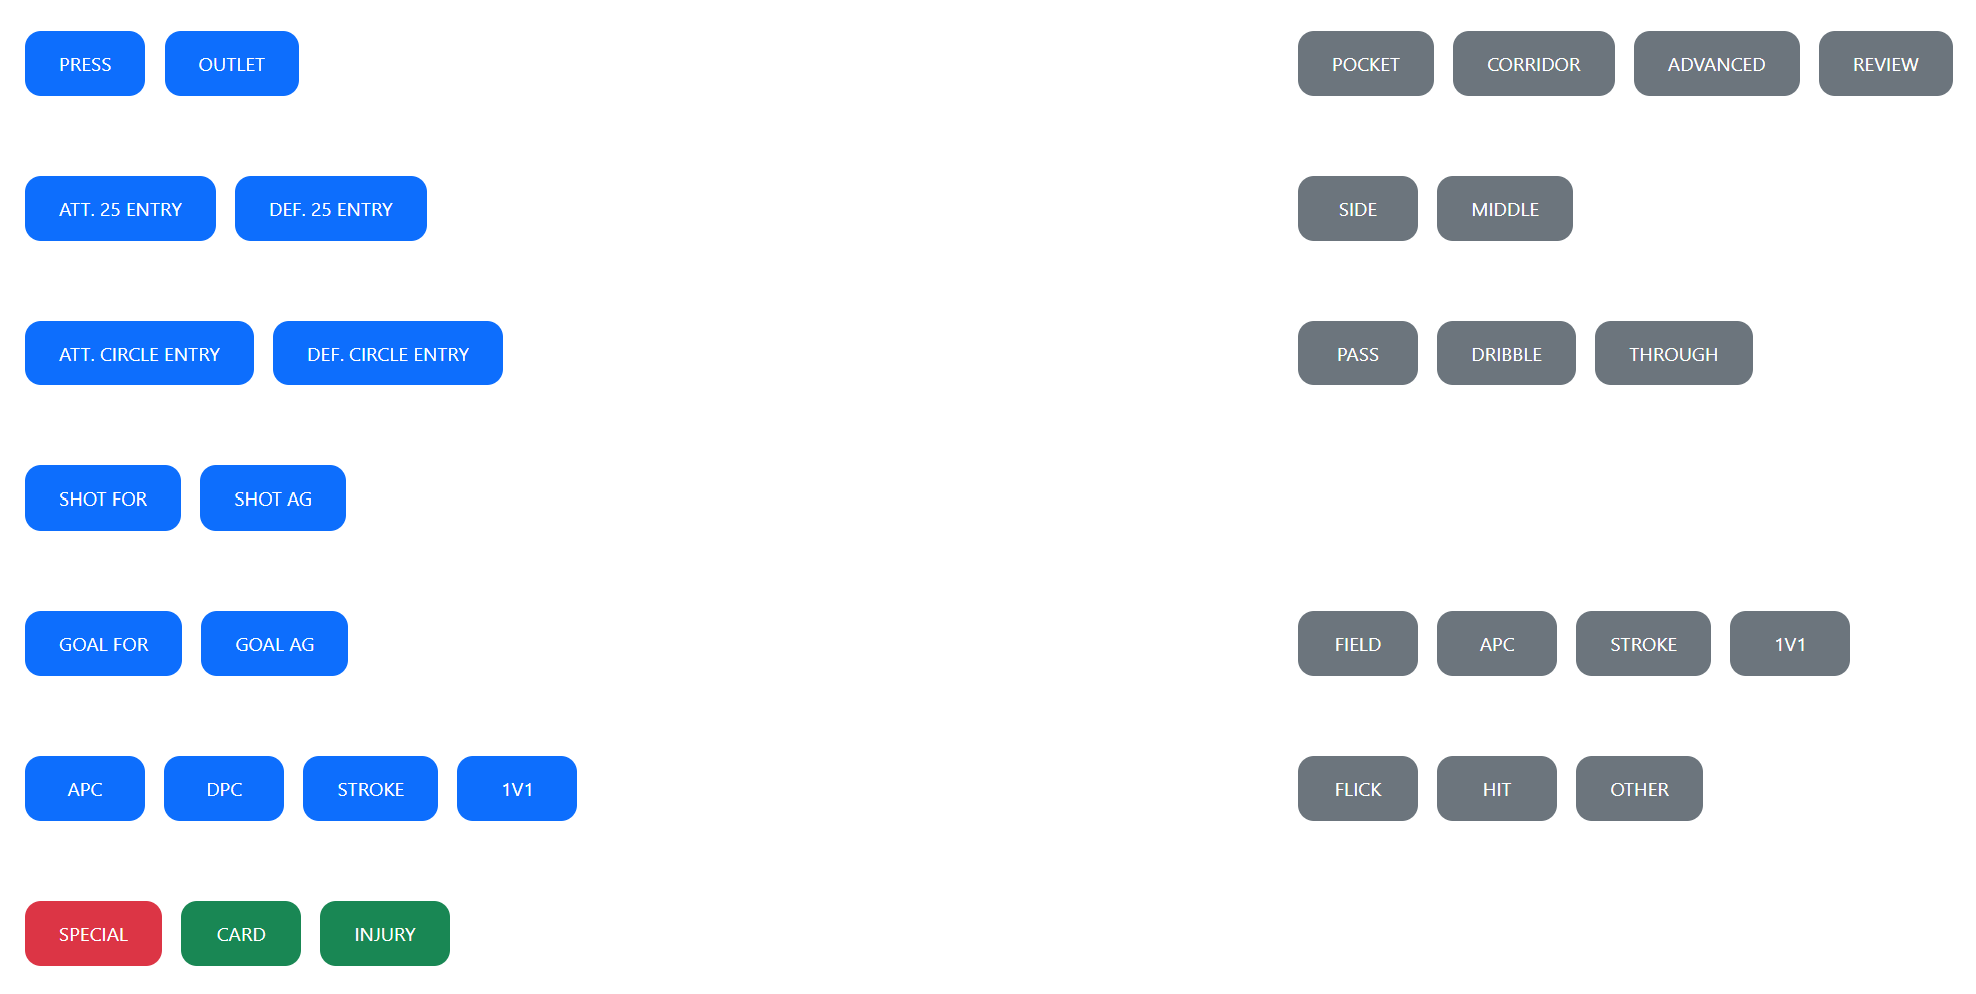 PRESS OUTLET POCKET CORRIDOR ADVANCED REVIEW
ATT. 25 ENTRY DEF. 25 ENTRY SIDE MIDDLE
ATT. CIRCLE ENTRY DEF. CIRCLE ENTRY PASS DRIBBLE THROUGH
SHOT FOR SHOT AG
GOAL FOR GOAL AG FIELD APC STROKE 1V1
APC DPC STROKE 1V1 FLICK HIT OTHER
SPECIAL CARD INJURY